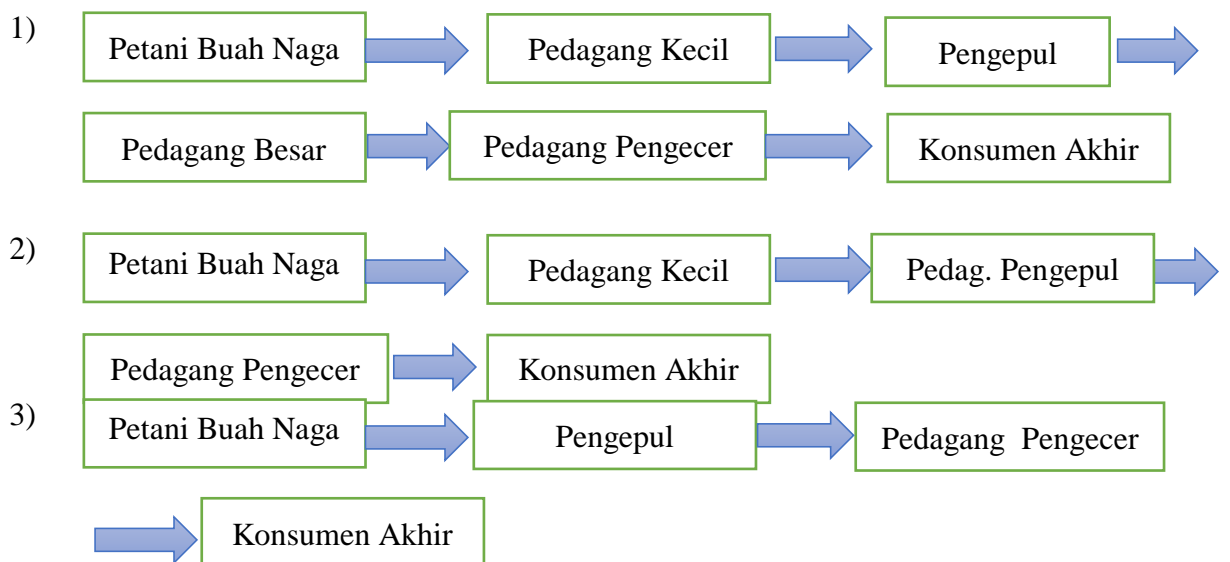 1) Petani Buah Naga Pedagang Kecil Pengepul
Pedagang Besar Pedagang Pengecer Konsumen Akhir
2) Petani Buah Naga Pedagang Kecil Pedag. Pengepul
Pedagang Pengecer Konsumen Akhir
3) Petani Buah Naga Pengepul Pedagang Pengecer
Konsumen Akhir